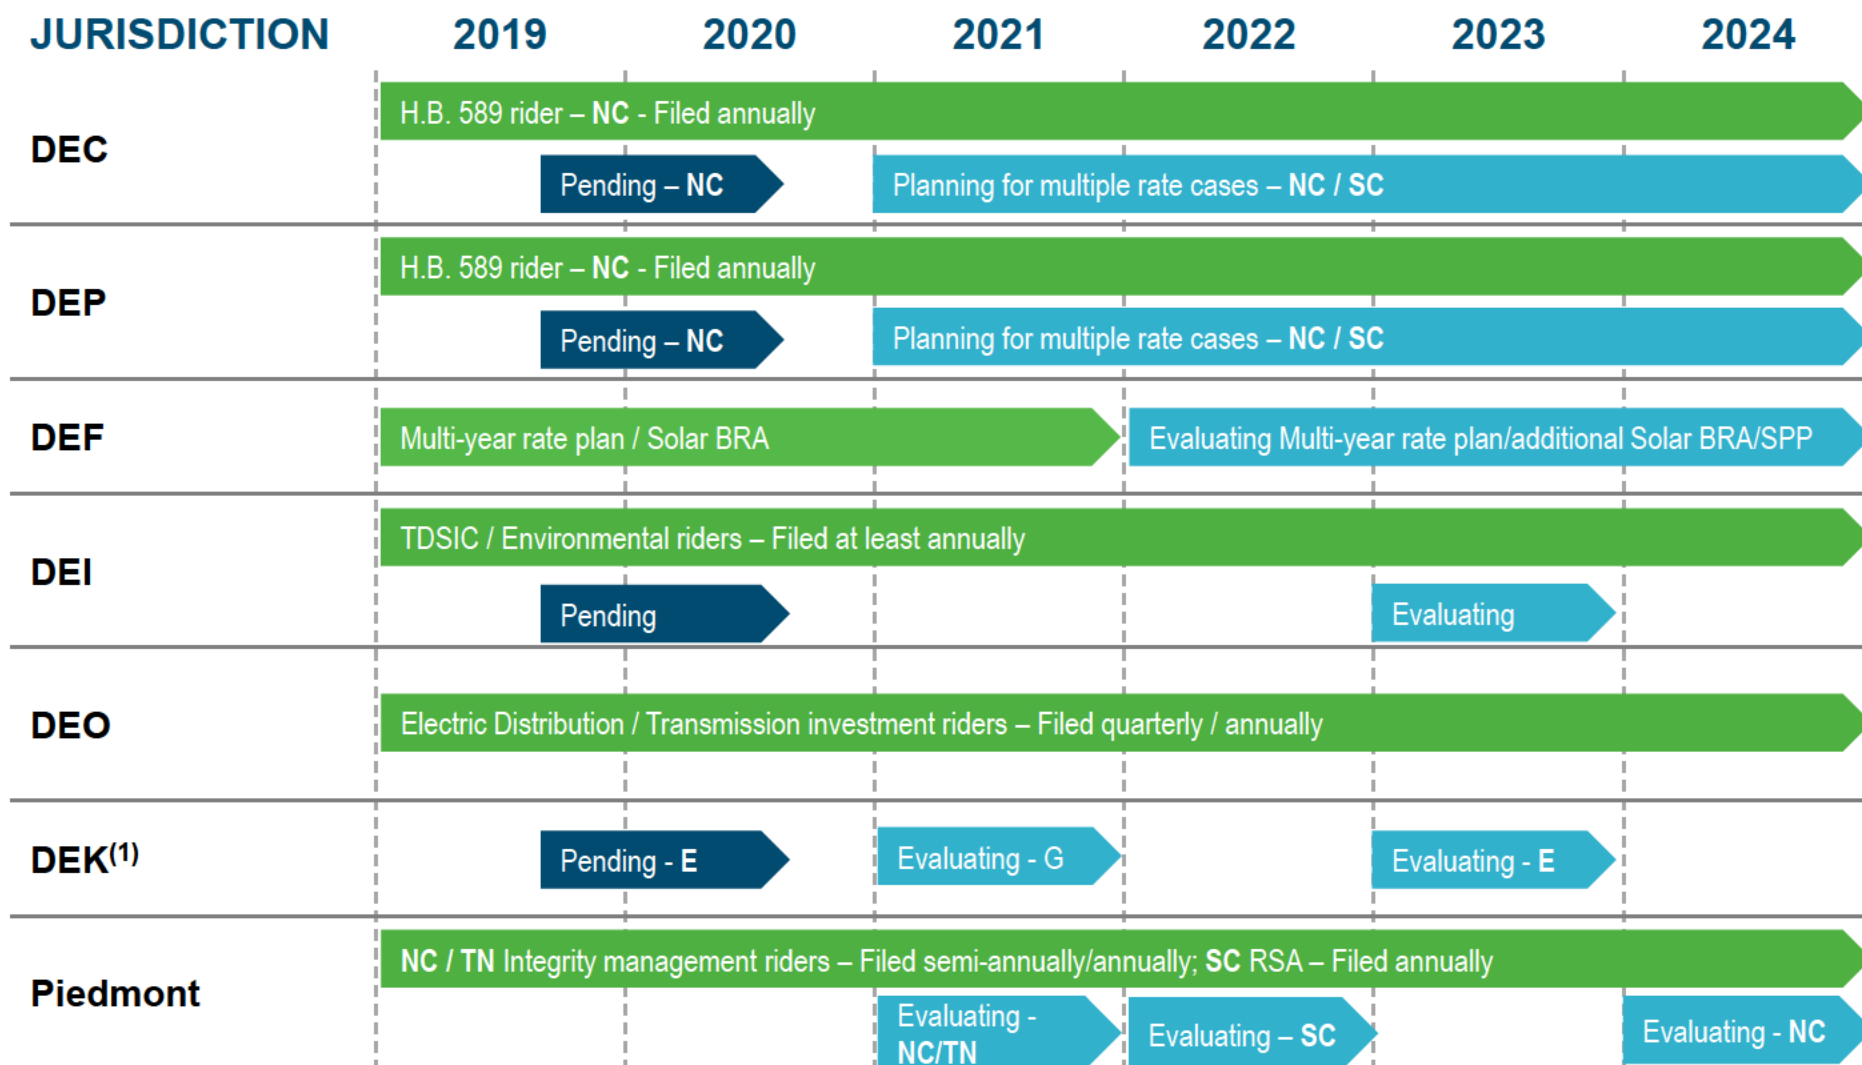 JURISDICTION 2019 2020 2021 2022 2023 2024
H.B. 589 rider – NC - Filed annually
DEC
Pending – NC Planning for multiple rate cases – NC / SC
H.B. 589 rider – NC - Filed annually
DEP
Pending – NC Planning for multiple rate cases – NC / SC
DEF Multi-year rate plan / Solar BRA Evaluating Multi-year rate plan/additional Solar BRA/SPP
TDSIC / Environmental riders – Filed at least annually
DEI
Pending Evaluating
DEO Electric Distribution / Transmission investment riders – Filed quarterly / annually
DEK(1) Pending - E Evaluating - G Evaluating - E
NC / TN Integrity management riders – Filed semi-annually/annually; SC RSA – Filed annually
Piedmont
Evaluating -
NC/TN
Evaluating – SC
Evaluating - NC